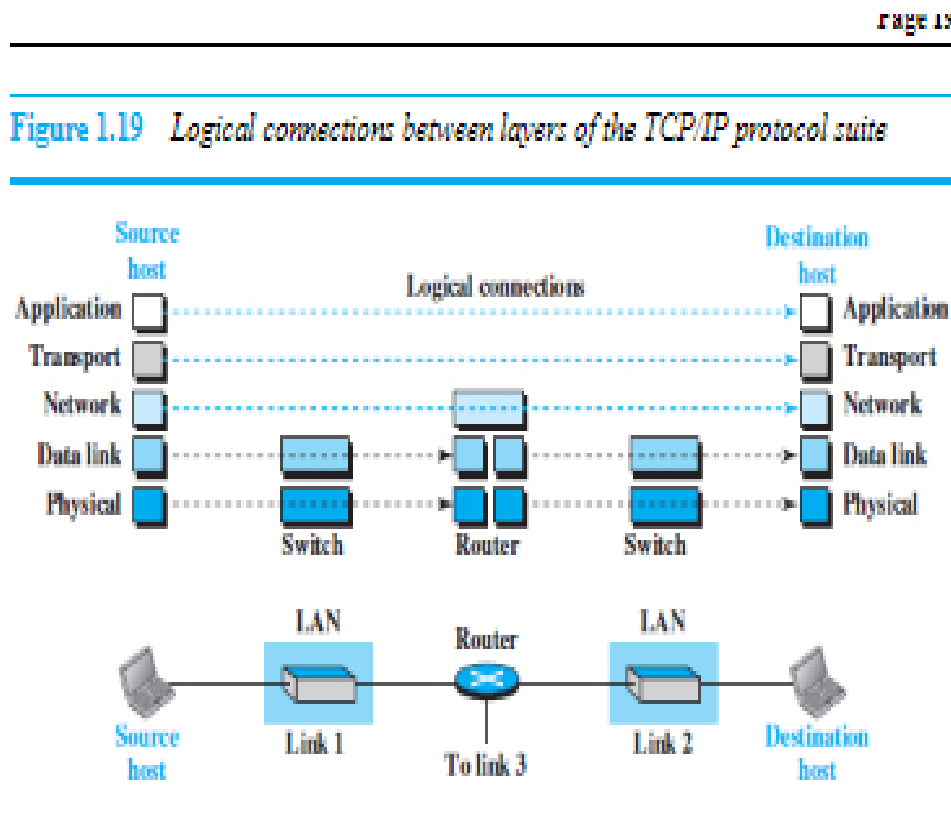 Figure 1.19 Logical connections between layers of the TCP/IP protocol suite
Source
host
Destination
host
Logical connections
Application
Application
Transport
Transport
Network
Network
Data link
Data link
Physical
Physical
Switch
Router
Switch
LAN
Router
LAN
Source
host
Link 1
To link 3
Link 2
Destination
host